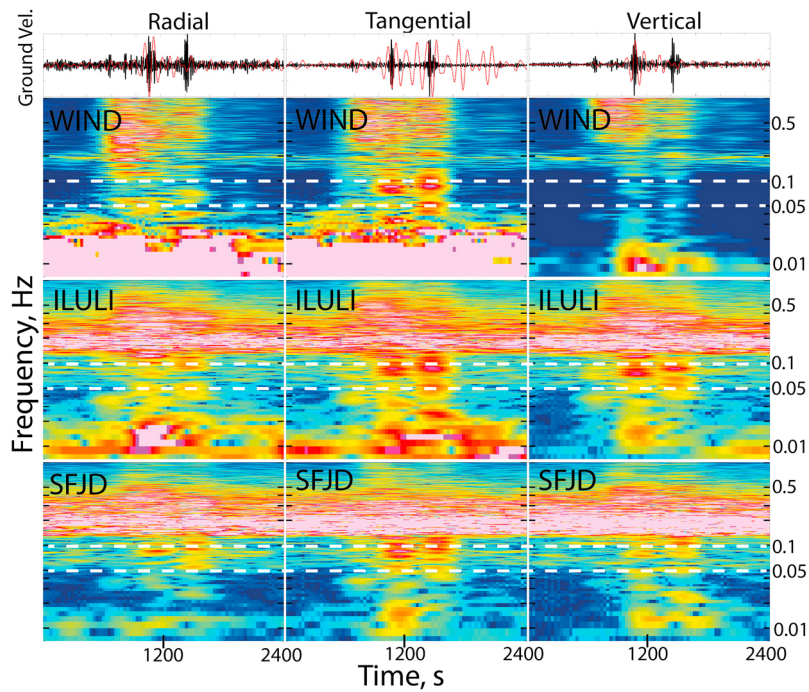 Radial Tangential Vertical
Ground Vel.
WIND WIND WIND
0.5
0.1
0.05
0.01
ILULI ILULI ILULI
0.5
0.1
0.05
0.01
SFJD SFJD SFJD
0.5
0.1
0.05
0.01
Frequency, Hz
1200 2400 1200 2400 1200 2400
Time, s